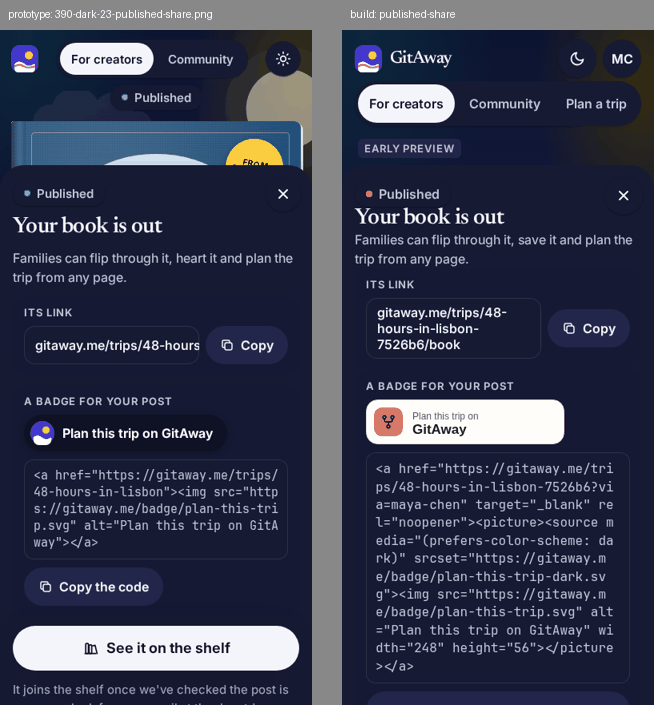 prototype: 390-dark-23-published-share.png
For creators
Community
Published
FROM
Published
Your book is out
Families can flip through it, heart it and plan the
trip from any page.
ITS LINK
gitaway.me/trips/48-hours
Copy
A BADGE FOR YOUR POST
Plan this trip on GitAway
<a href="https://gitaway.me/trips/
48-hours-in-lisbon"><img src="http
s://gitaway.me/badge/plan-this-tri
p.svg" alt="Plan this trip on GitA
way"></a>
Copy the code
See it on the shelf
It joins the shelf once we've checked the post is
build: published-share
GitAway
MC
For creators
Community
Plan a trip
EARLY PREVIEW
Published
Your book is out
Families can flip through it, save it and plan the
trip from any page.
ITS LINK
gitaway.me/trips/48-
hours-in-lisbon-
7526b6/book
Copy
A BADGE FOR YOUR POST
Plan this trip on
GitAway
<a href="https://gitaway.me/tri
ps/48-hours-in-lisbon-7526b6?vi
a=maya-chen" target="_blank" re
l="noopener"><picture><source m
edia="(prefers-color-scheme: da
rk)" srcset="https://gitaway.m
e/badge/plan-this-trip-dark.sv
g"><img src="https://gitaway.m
e/badge/plan-this-trip.svg" alt
="Plan this trip on GitAway" wi
dth="248" height="56"></picture
></a>